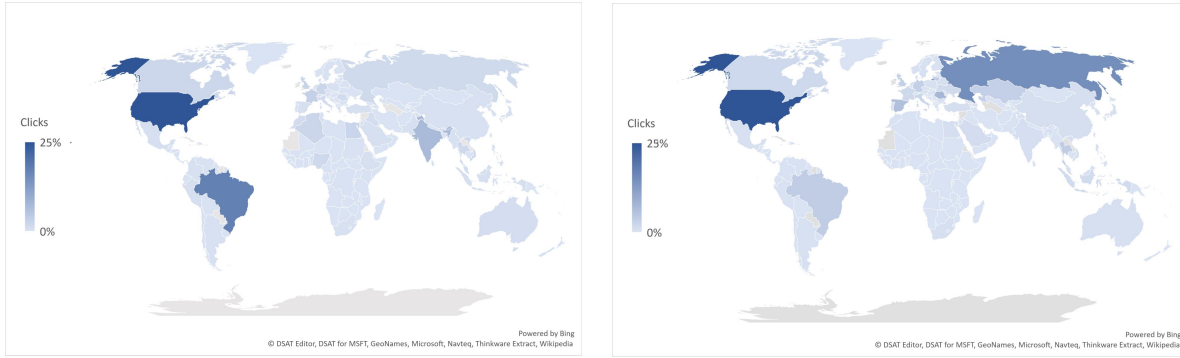 Clicks
25%
0%
Powered by Bing
© DSAT Editor, DSAT for MSFT, GeoNames, Microsoft, Navteq, Thinkware Extract, Wikipedia
Clicks
25%
0%
Powered by Bing
© DSAT Editor, DSAT for MSFT, GeoNames, Microsoft, Navteq, Thinkware Extract, Wikipedia